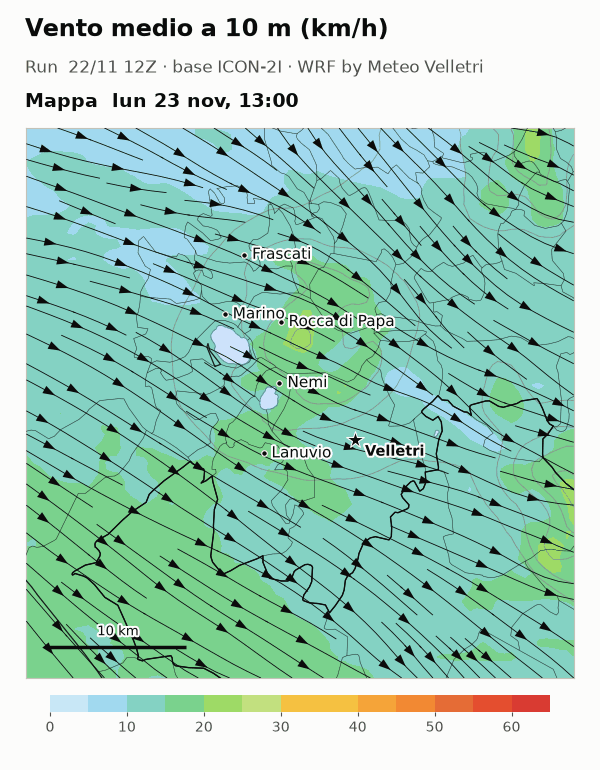 Vento medio a 10 m (km/h)
Run 22/11 12Z · base ICON-2I · WRF by Meteo Velletri
Mappa lun 23 nov, 13:00
Frascati
Marino
Rocca di Papa
Nemi
Velletri
Lanuvio
10 km
0 10 20 30 40 50 60